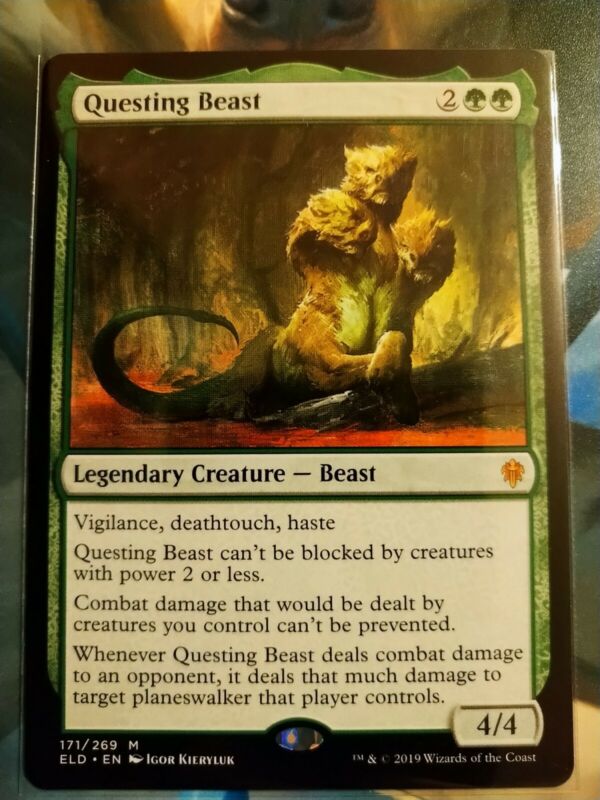 Questing Beast 2
Legendary Creature — Beast
Vigilance, deathtouch, haste
Questing Beast can't be blocked by creatures
with power 2 or less.
Combat damage that would be dealt by
creatures you control can't be prevented.
Whenever Questing Beast deals combat damage
to an opponent, it deals that much damage to
target planeswalker that player controls.
4/4
171/269 M
ELD • EN Igor Kieryluk
™ & © 2019 Wizards of the Coast